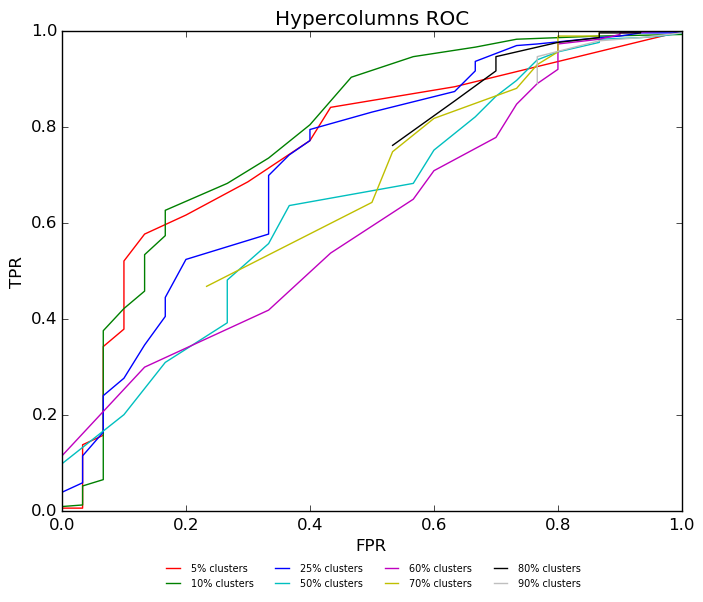 Hypercolumns ROC
1.0
0.8
0.6
0.4
0.2
0.0
TPR
0.0 0.2 0.4 0.6 0.8 1.0
FPR
5% clusters 25% clusters 60% clusters 80% clusters
10% clusters 50% clusters 70% clusters 90% clusters